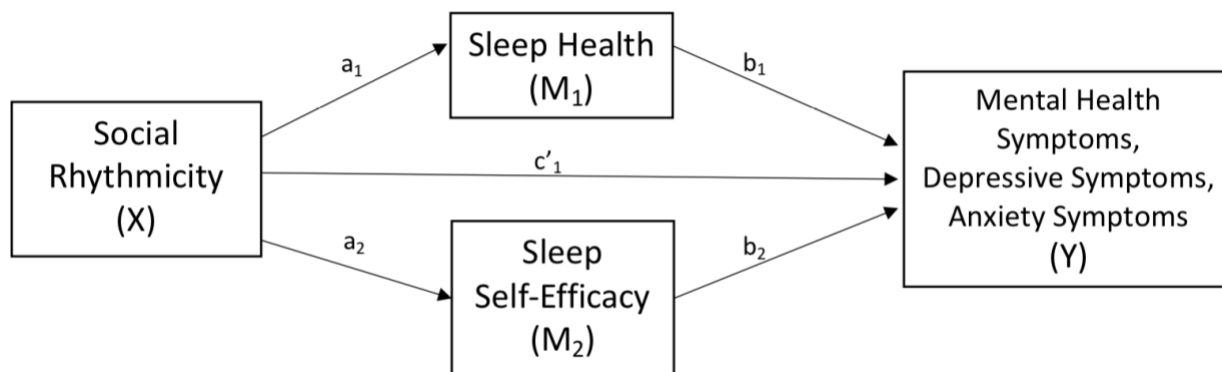 Social
Rhythmicity
(X)
a₁
Sleep Health
(M₁)
b₁
c'₁
a₂
Sleep
Self-Efficacy
(M₂)
b₂
Mental Health
Symptoms,
Depressive Symptoms,
Anxiety Symptoms
(Y)